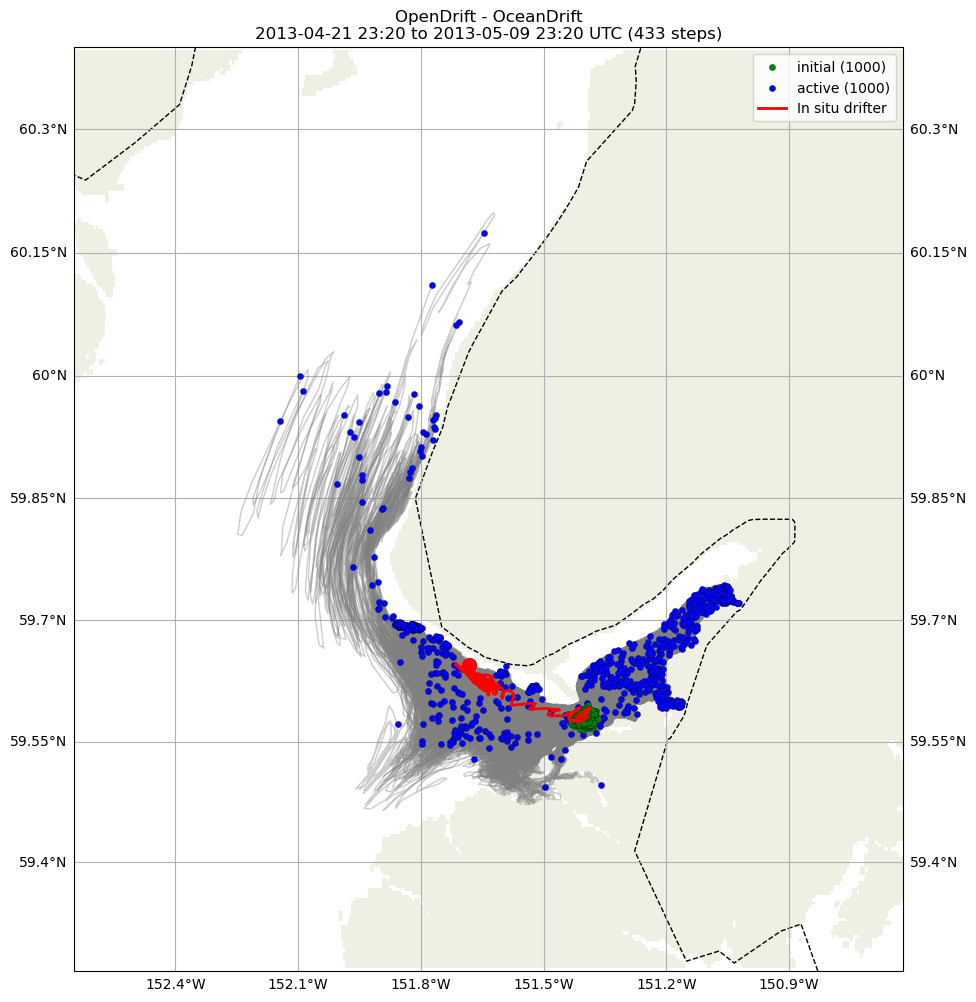 OpenDrift - OceanDrift
2013-04-21 23:20 to 2013-05-09 23:20 UTC (433 steps)
initial (1000)
active (1000)
In situ drifter
60.3°N
60.3°N
60.15°N
60.15°N
60°N
60°N
59.85°N
59.85°N
59.7°N
59.7°N
59.55°N
59.55°N
59.4°N
59.4°N
152.4°W
152.1°W
151.8°W
151.5°W
151.2°W
150.9°W